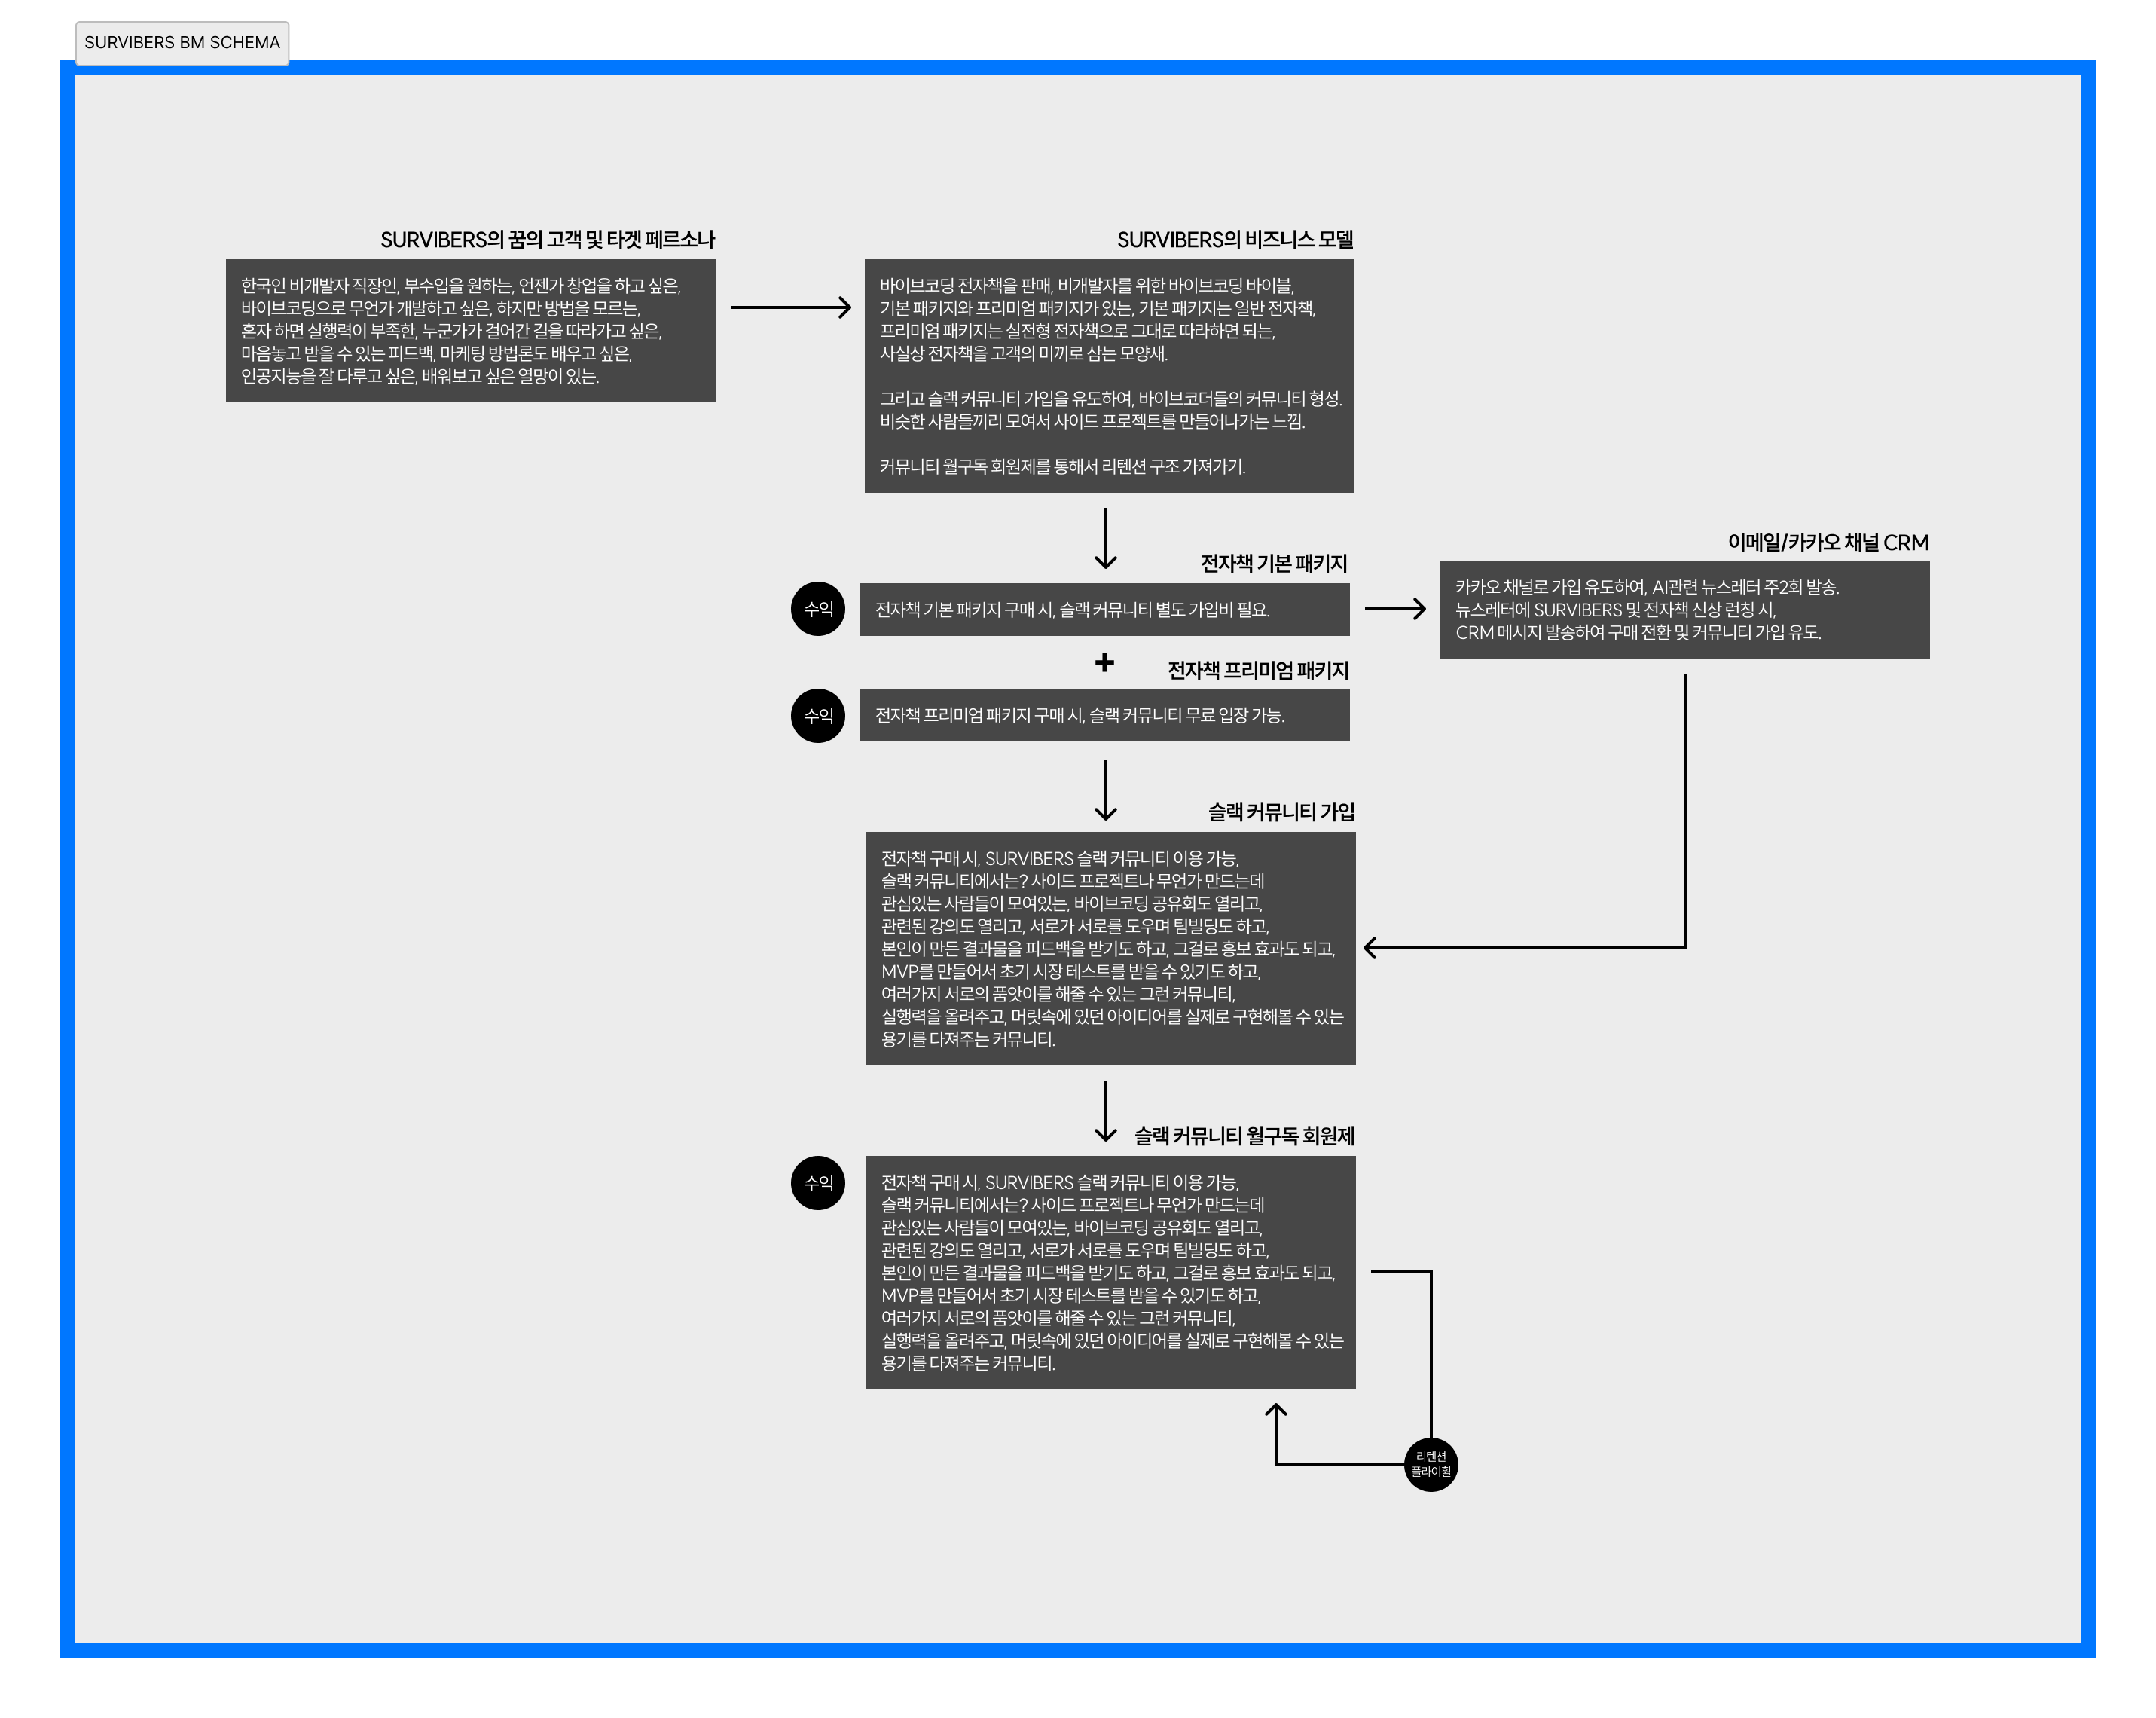 SURVIBERS BM SCHEMA
SURVIBERS의 꿈의 고객 및 타겟 페르소나
한국인 비개발자 직장인, 부수입을 원하는, 언젠가 창업을 하고 싶은,
바이브코딩으로 무언가 개발하고 싶은, 하지만 방법을 모르는,
혼자 하면 실행력이 부족한, 누군가가 걸어간 길을 따라가고 싶은,
마음놓고 받을 수 있는 피드백, 마케팅 방법론도 배우고 싶은,
인공지능을 잘 다루고 싶은, 배워보고 싶은 열망이 있는.
SURVIBERS의 비즈니스 모델
바이브코딩 전자책을 판매, 비개발자를 위한 바이브코딩 바이블,
기본 패키지와 프리미엄 패키지가 있는, 기본 패키지는 일반 전자책,
프리미엄 패키지는 실전형 전자책으로 그대로 따라하면 되는,
사실상 전자책을 고객의 미끼로 삼는 모양새.
그리고 슬랙 커뮤니티 가입을 유도하여, 바이브코더들의 커뮤니티 형성.
비슷한 사람들끼리 모여서 사이드 프로젝트를 만들어나가는 느낌.
커뮤니티 월구독 회원제를 통해서 리텐션 구조 가져가기.
전자책 기본 패키지
수익
전자책 기본 패키지 구매 시, 슬랙 커뮤니티 별도 가입비 필요.
이메일/카카오 채널 CRM
카카오 채널로 가입 유도하여, AI관련 뉴스레터 주2회 발송.
뉴스레터에 SURVIBERS 및 전자책 신상 런칭 시,
CRM 메시지 발송하여 구매 전환 및 커뮤니티 가입 유도.
+
전자책 프리미엄 패키지
수익
전자책 프리미엄 패키지 구매 시, 슬랙 커뮤니티 무료 입장 가능.
슬랙 커뮤니티 가입
전자책 구매 시, SURVIBERS 슬랙 커뮤니티 이용 가능,
슬랙 커뮤니티에서는? 사이드 프로젝트나 무언가 만드는데
관심있는 사람들이 모여있는, 바이브코딩 공유회도 열리고,
관련된 강의도 열리고, 서로가 서로를 도우며 팀빌딩도 하고,
본인이 만든 결과물을 피드백을 받기도 하고, 그걸로 홍보 효과도 되고,
MVP를 만들어서 초기 시장 테스트를 받을 수 있기도 하고,
여러가지 서로의 품앗이를 해줄 수 있는 그런 커뮤니티,
실행력을 올려주고, 머릿속에 있던 아이디어를 실제로 구현해볼 수 있는
용기를 다져주는 커뮤니티.
슬랙 커뮤니티 월구독 회원제
수익
전자책 구매 시, SURVIBERS 슬랙 커뮤니티 이용 가능,
슬랙 커뮤니티에서는? 사이드 프로젝트나 무언가 만드는데
관심있는 사람들이 모여있는, 바이브코딩 공유회도 열리고,
관련된 강의도 열리고, 서로가 서로를 도우며 팀빌딩도 하고,
본인이 만든 결과물을 피드백을 받기도 하고, 그걸로 홍보 효과도 되고,
MVP를 만들어서 초기 시장 테스트를 받을 수 있기도 하고,
여러가지 서로의 품앗이를 해줄 수 있는 그런 커뮤니티,
실행력을 올려주고, 머릿속에 있던 아이디어를 실제로 구현해볼 수 있는
용기를 다져주는 커뮤니티.
리텐션
플라이휠